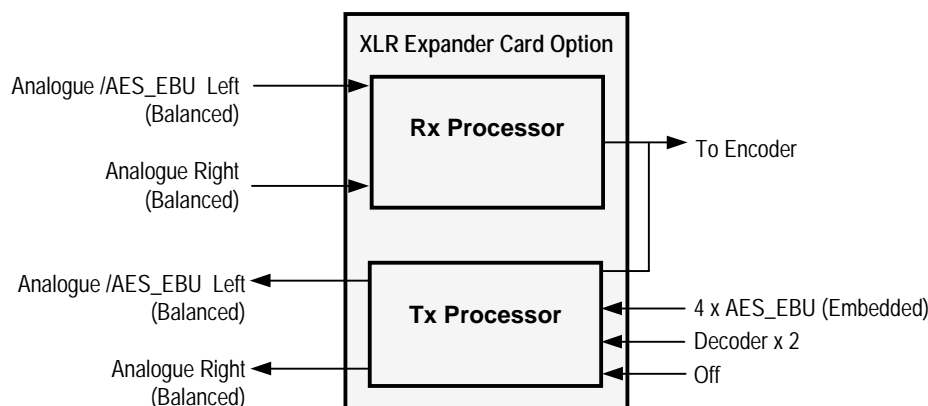 XLR Expander Card Option
Analogue /AES_EBU Left
(Balanced)
Rx Processor
To Encoder
Analogue Right
(Balanced)
Analogue /AES_EBU Left
(Balanced)
Tx Processor
4 x AES_EBU (Embedded)
Decoder x 2
Off
Analogue Right
(Balanced)